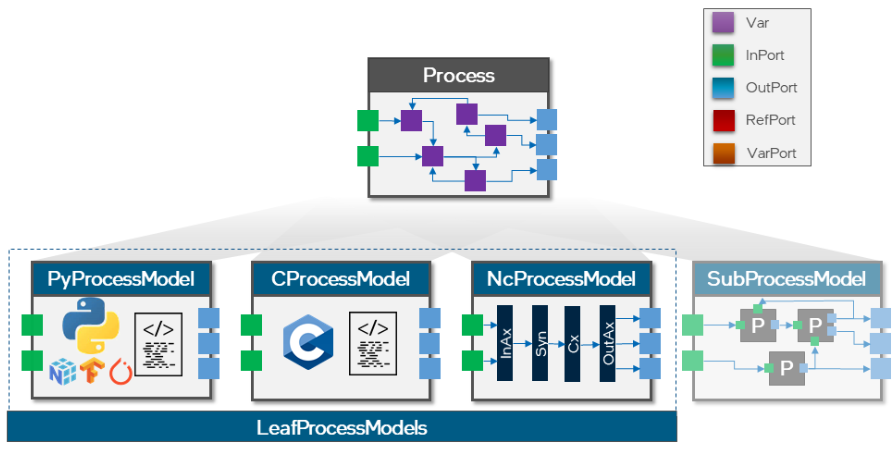 Var
InPort
OutPort
RefPort
VarPort
Process
PyProcessModel
CProcessModel
NcProcessModel
SubProcessModel
</>
C
</>
InAx
Syn
Cx
OutAx
P
P
P
N
LeafProcessModels